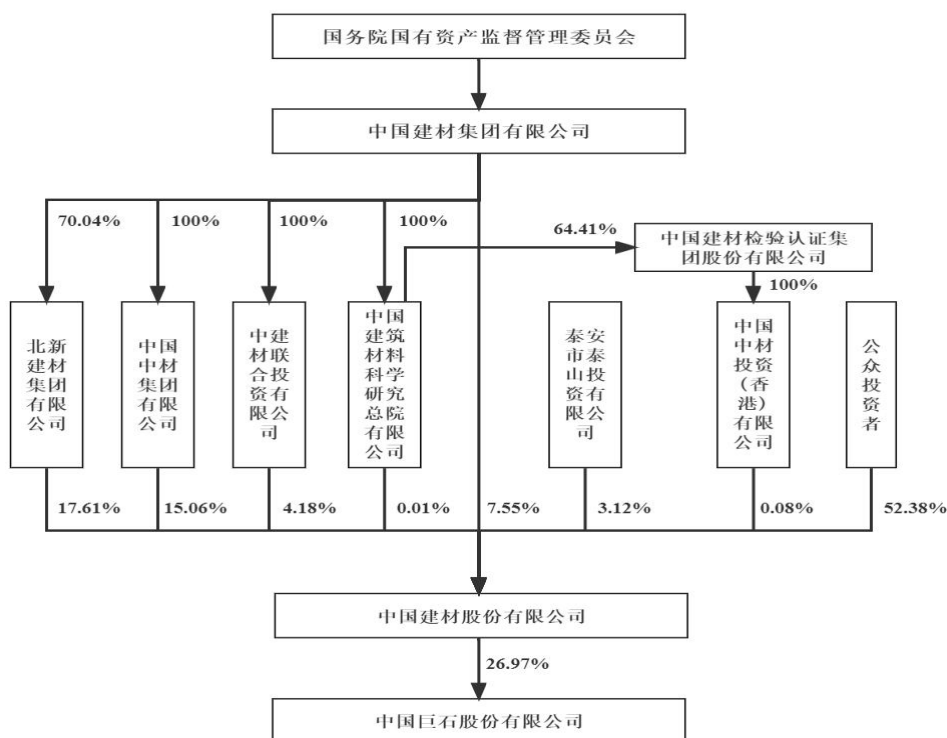 国务院国有资产监督管理委员会
中国建材集团有限公司
70.04%
100%
100%
100%
64.41%
中国建材检验认证集
团股份有限公司
100%
北新
建材
集团
有限
公司
中国
中材
集团
有限
公司
中建
材联
合投
资有
限公
司
中国
建筑
材料
科学
研究
总院
有限
公司
泰安
市泰
山投
资有
限公
司
中国
中材
投资
(香
港)
有限
公司
公
众
投
资
者
17.61%
15.06%
4.18%
0.01%
7.55%
3.12%
0.08%
52.38%
中国建材股份有限公司
26.97%
中国巨石股份有限公司